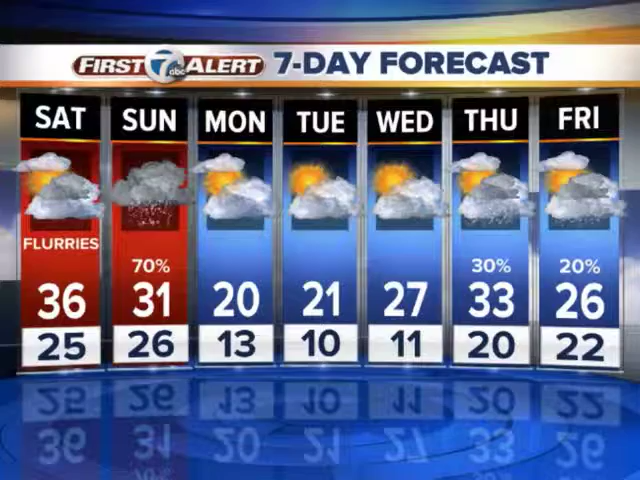 FIRST 7 abc ALERT 7-DAY FORECAST
SAT SUN MON TUE WED THU FRI
FLURRIES
70% 30% 20%
36 31 20 21 27 33 26
25 26 13 10 11 20 22